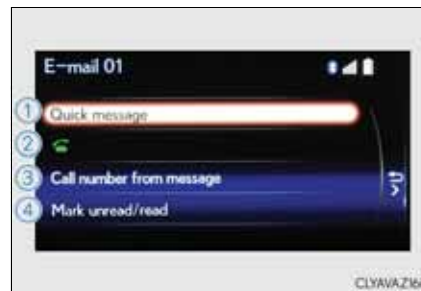 E-mail 01
1 Quick message
2
3 Call number from message
4 Mark unread/read
CLYAVAZ16